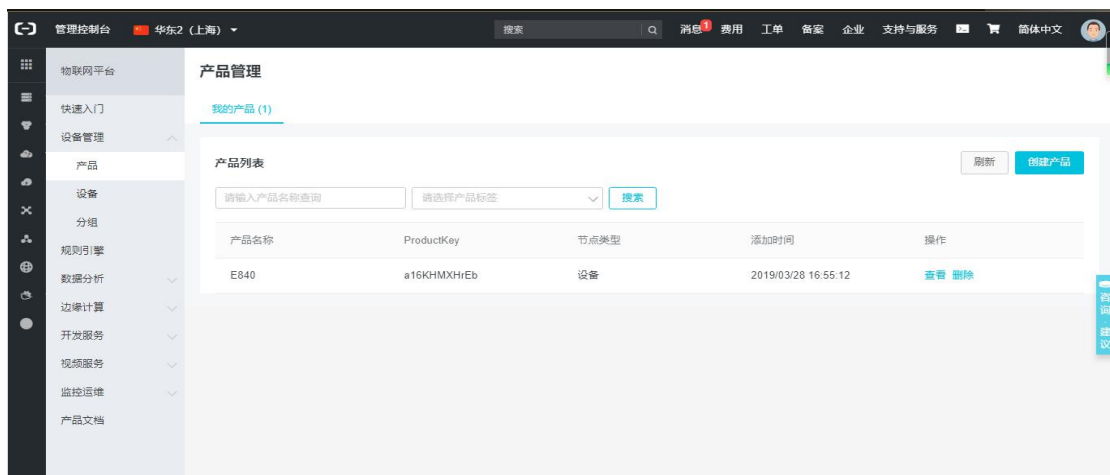 管理控制台 华东2（上海） 搜索 消息1 费用 工单 备案 企业 支持与服务 简体中文
物联网平台
快速入门
设备管理
产品
设备
分组
规则引擎
数据分析
边缘计算
开发服务
视频服务
监控运维
产品文档
产品管理
我的产品 (1)
产品列表 刷新 创建产品
请输入产品名称查询 请选择产品标签 搜索
产品名称 ProductKey 节点类型 添加时间 操作
E840 a16KHMXHrEb 设备 2019/03/28 16:55:12 查看 删除
咨询·建议